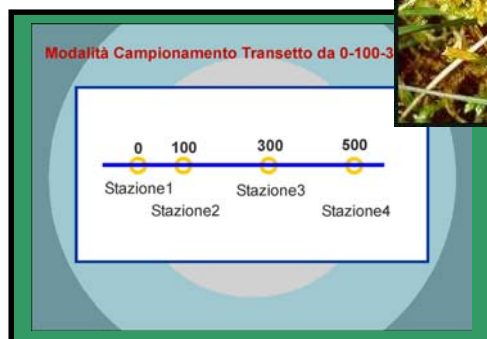 Modalità Campionamento Transetto da 0-100-3
0 100 300 500
Stazione1 Stazione3
Stazione2 Stazione4